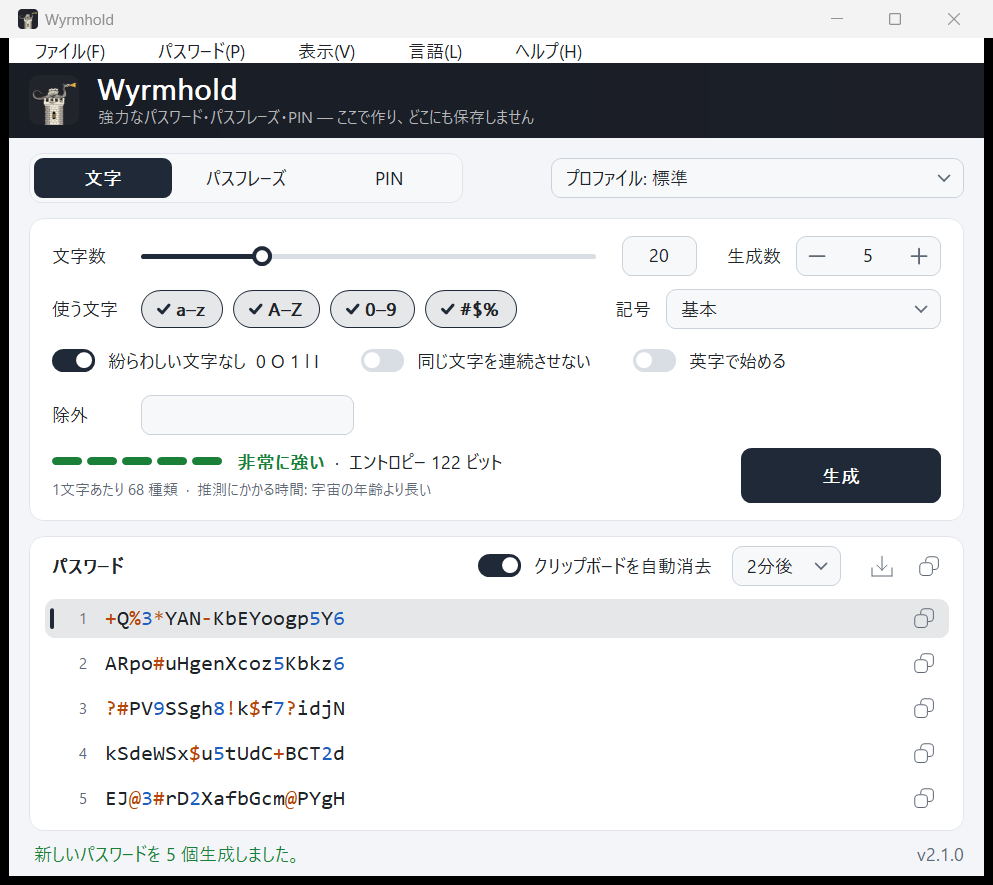 Wyrmhold
ファイル(F) パスワード(P) 表示(V) 言語(L) ヘルプ(H)
Wyrmhold
強力なパスワード・パスフレーズ・PIN — ここで作り、どこにも保存しません
文字 パスフレーズ PIN プロファイル: 標準
文字数 20 生成数 5
使う文字 a–z A–Z 0–9 #$% 記号 基本
紛らわしい文字なし 0 O 1 l I 同じ文字を連続させない 英字で始める
除外
非常に強い · エントロピー 122 ビット
1文字あたり 68 種類 · 推測にかかる時間: 宇宙の年齢より長い
生成
パスワード クリップボードを自動消去 2分後
1 +Q%3*YAN-KbEYoogp5Y6
2 ARpo#uHgenXcoz5Kbkz6
3 ?#PV9SSgh8!k$f7?idjN
4 kSdeWSx$u5tUdC+BCT2d
5 EJ@3#rD2XafbGcm@PYgH
新しいパスワードを 5 個生成しました。 v2.1.0